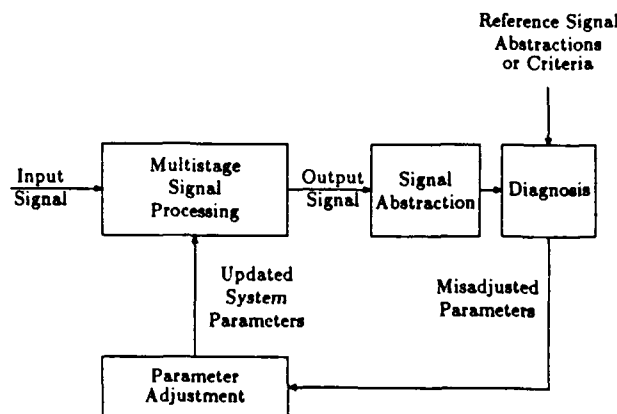 Reference Signal
Abstractions
or Criteria
Input
Signal
Multistage
Signal
Processing
Output
Signal
Signal
Abstraction
Diagnosis
Updated
System
Parameters
Misadjusted
Parameters
Parameter
Adjustment